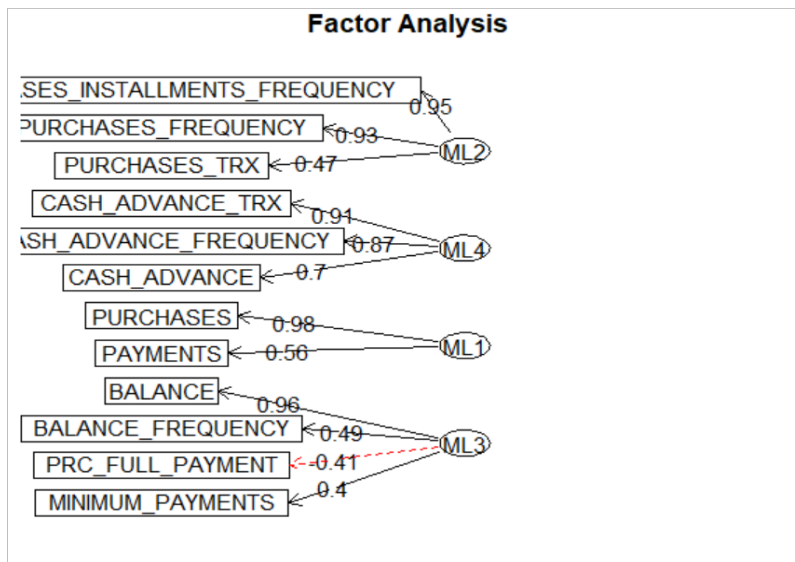 Factor Analysis
SES_INSTALLMENTS_FREQUENCY
0.95
PURCHASES_FREQUENCY
0.93
ML2
PURCHASES_TRX
0.47
CASH_ADVANCE_TRX
0.91
ASH_ADVANCE_FREQUENCY
0.87
ML4
CASH_ADVANCE
0.7
PURCHASES
0.98
ML1
PAYMENTS
0.56
BALANCE
0.96
BALANCE_FREQUENCY
0.49
ML3
PRC_FULL_PAYMENT
-0.41
MINIMUM_PAYMENTS
0.4